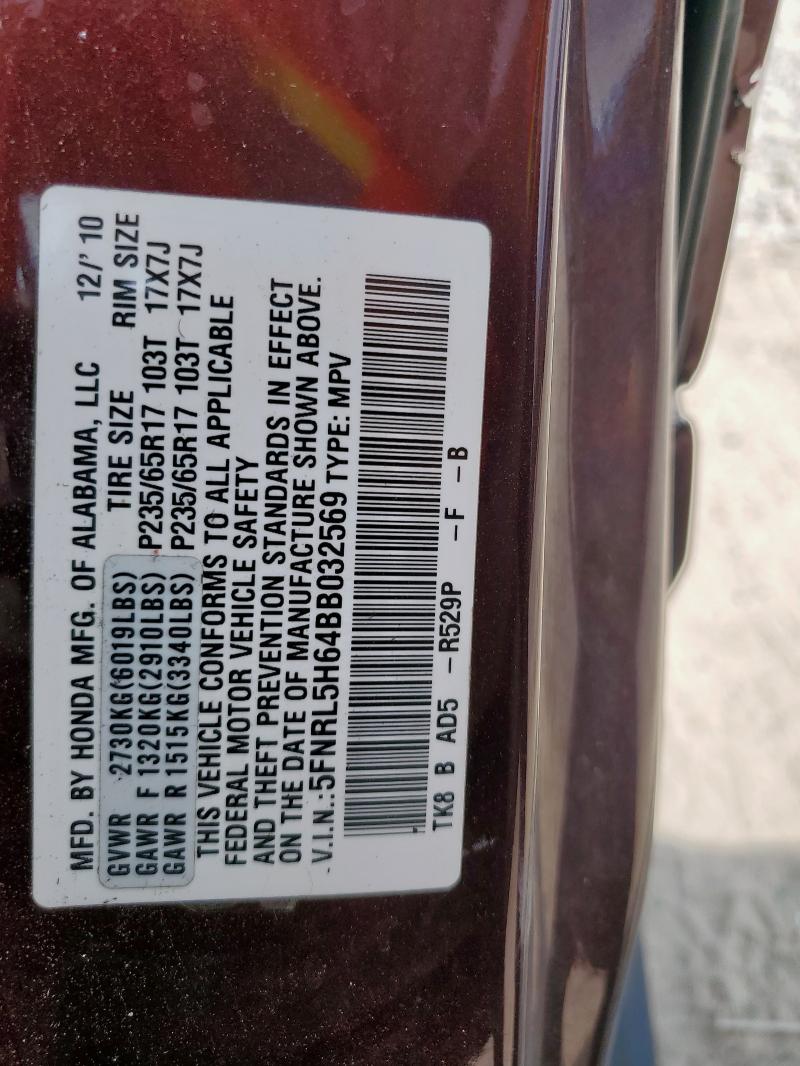 MFD. BY HONDA MFG. OF ALABAMA, LLC 12/' 10
GVWR 2730KG(6019LBS) TIRE SIZE RIM SIZE
GAWR F 1320KG(2910LBS) P235/65R17 103T 17X7J
GAWR R 1515KG(3340LBS) P235/65R17 103T 17X7J
THIS VEHICLE CONFORMS TO ALL APPLICABLE
FEDERAL MOTOR VEHICLE SAFETY
AND THEFT PREVENTION STANDARDS IN EFFECT
ON THE DATE OF MANUFACTURE SHOWN ABOVE.
V.I.N.:5FNRL5H64BB032569 TYPE: MPV
TK8 B AD5 -R529P -F -B